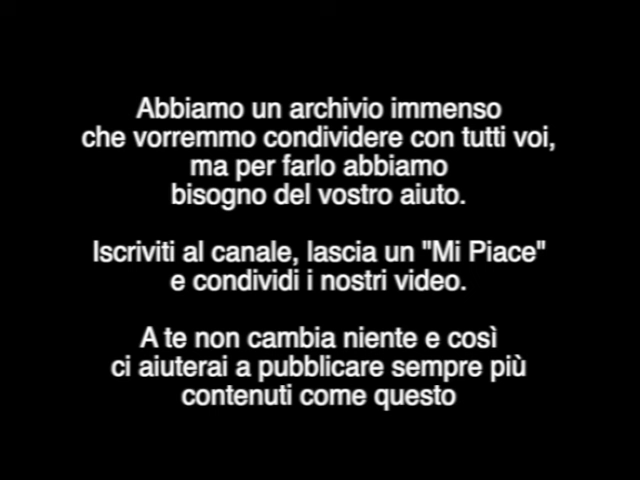 Abbiamo un archivio immenso
che vorremmo condividere con tutti voi,
ma per farlo abbiamo
bisogno del vostro aiuto.
Iscriviti al canale, lascia un "Mi Piace"
e condividi i nostri video.
A te non cambia niente e così
ci aiuterai a pubblicare sempre più
contenuti come questo